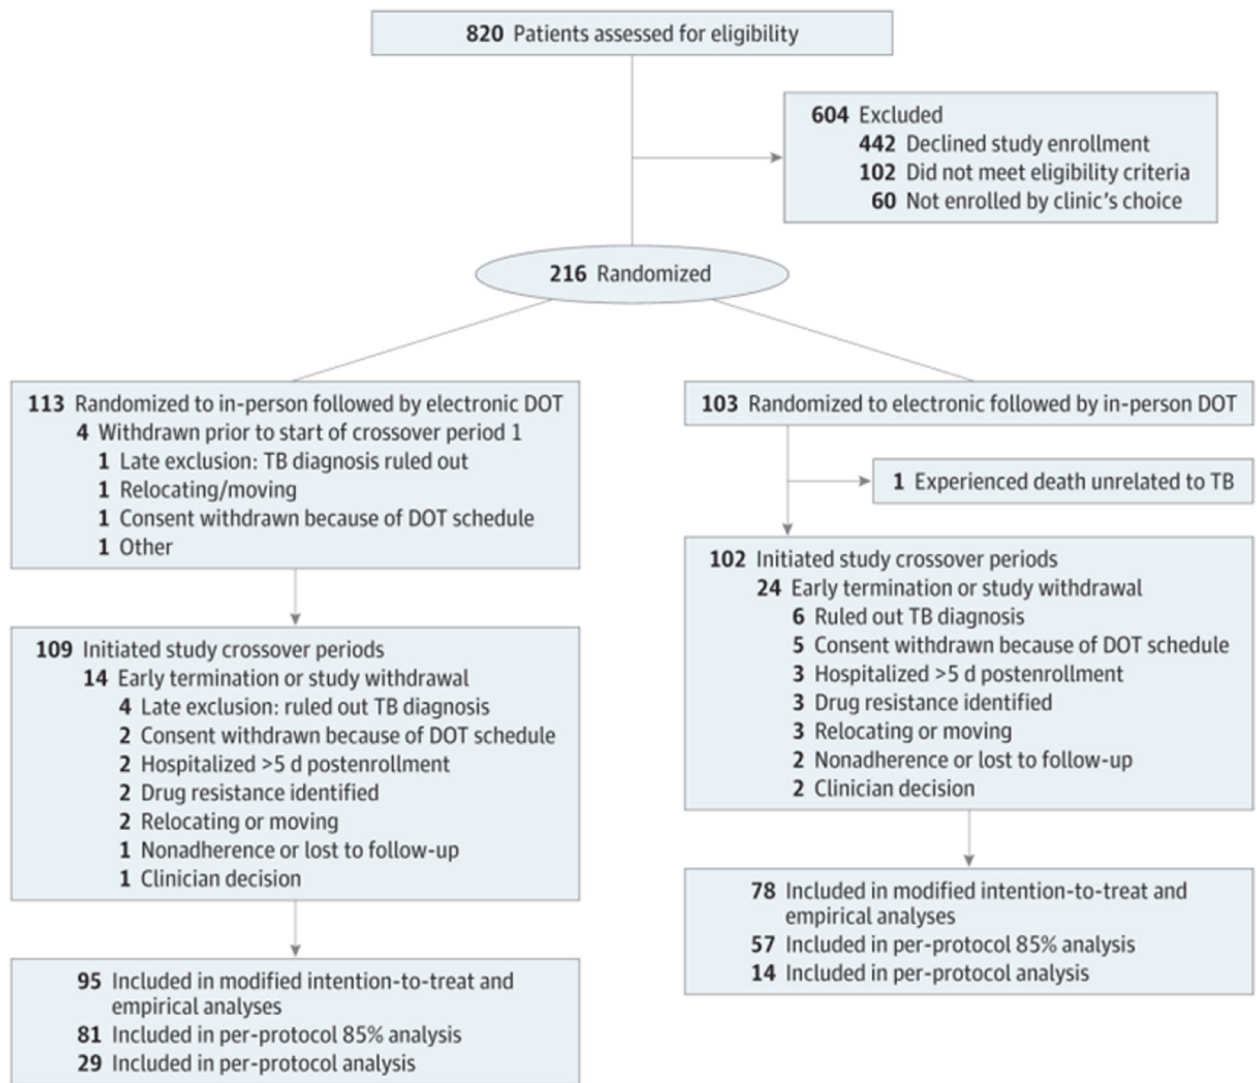 820 Patients assessed for eligibility
604 Excluded
442 Declined study enrollment
102 Did not meet eligibility criteria
60 Not enrolled by clinic's choice
216 Randomized
113 Randomized to in-person followed by electronic DOT
4 Withdrawn prior to start of crossover period 1
1 Late exclusion: TB diagnosis ruled out
1 Relocating/moving
1 Consent withdrawn because of DOT schedule
1 Other
109 Initiated study crossover periods
14 Early termination or study withdrawal
4 Late exclusion: ruled out TB diagnosis
2 Consent withdrawn because of DOT schedule
2 Hospitalized >5 d postenrollment
2 Drug resistance identified
2 Relocating or moving
1 Nonadherence or lost to follow-up
1 Clinician decision
95 Included in modified intention-to-treat and
empirical analyses
81 Included in per-protocol 85% analysis
29 Included in per-protocol analysis
103 Randomized to electronic followed by in-person DOT
1 Experienced death unrelated to TB
102 Initiated study crossover periods
24 Early termination or study withdrawal
6 Ruled out TB diagnosis
5 Consent withdrawn because of DOT schedule
3 Hospitalized >5 d postenrollment
3 Drug resistance identified
3 Relocating or moving
2 Nonadherence or lost to follow-up
2 Clinician decision
78 Included in modified intention-to-treat and
empirical analyses
57 Included in per-protocol 85% analysis
14 Included in per-protocol analysis